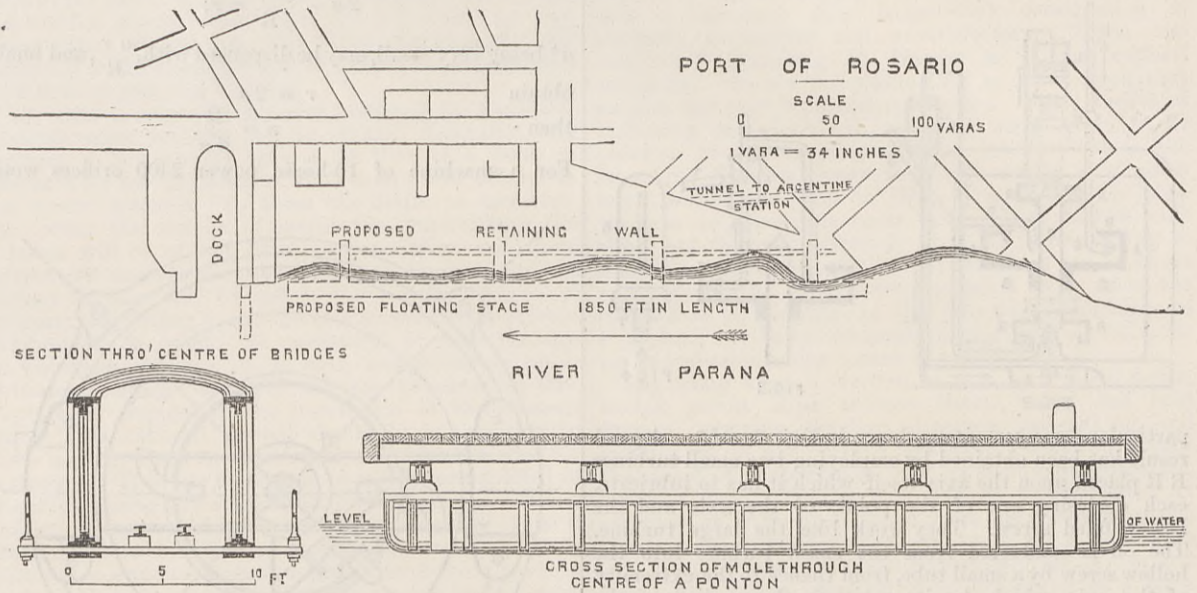 PORT OF ROSARIO
SCALE
0 50 100 VARAS
1 VARA = 34 INCHES
TUNNEL TO ARGENTINE
STATION
DOCK
PROPOSED RETAINING WALL
PROPOSED FLOATING STAGE 1850 FT IN LENGTH
RIVER PARANA
SECTION THRO' CENTRE OF BRIDGES
0 5 10 FT
LEVEL OF WATER
CROSS SECTION OF MOLE THROUGH
CENTRE OF A PONTON